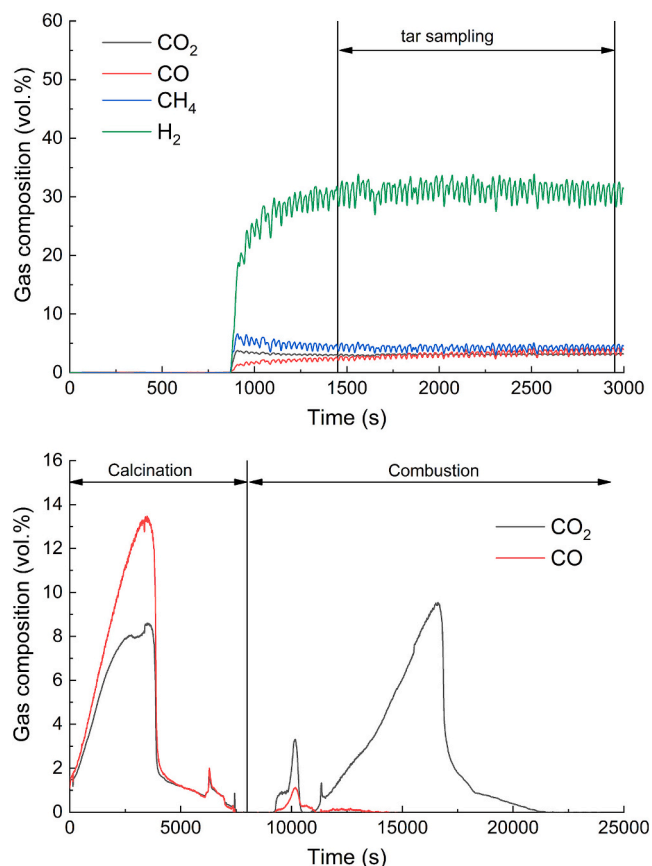 60
50
40
30
20
10
0
Gas composition (vol.%)
CO₂
CO
CH₄
H₂
tar sampling
0 500 1000 1500 2000 2500 3000
Time (s)
16
14
12
10
8
6
4
2
0
Gas composition (vol.%)
Calcination
Combustion
CO₂
CO
0 5000 10000 15000 20000 25000
Time (s)